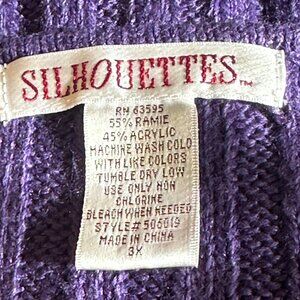 SILHOUETTES™
RN 63595
55% RAMIE
45% ACRYLIC
MACHINE WASH COLD
WITH LIKE COLORS
TUMBLE DRY LOW
USE ONLY NON
CHLORINE
BLEACH WHEN NEEDED
STYLE# 505019
MADE IN CHINA
3X